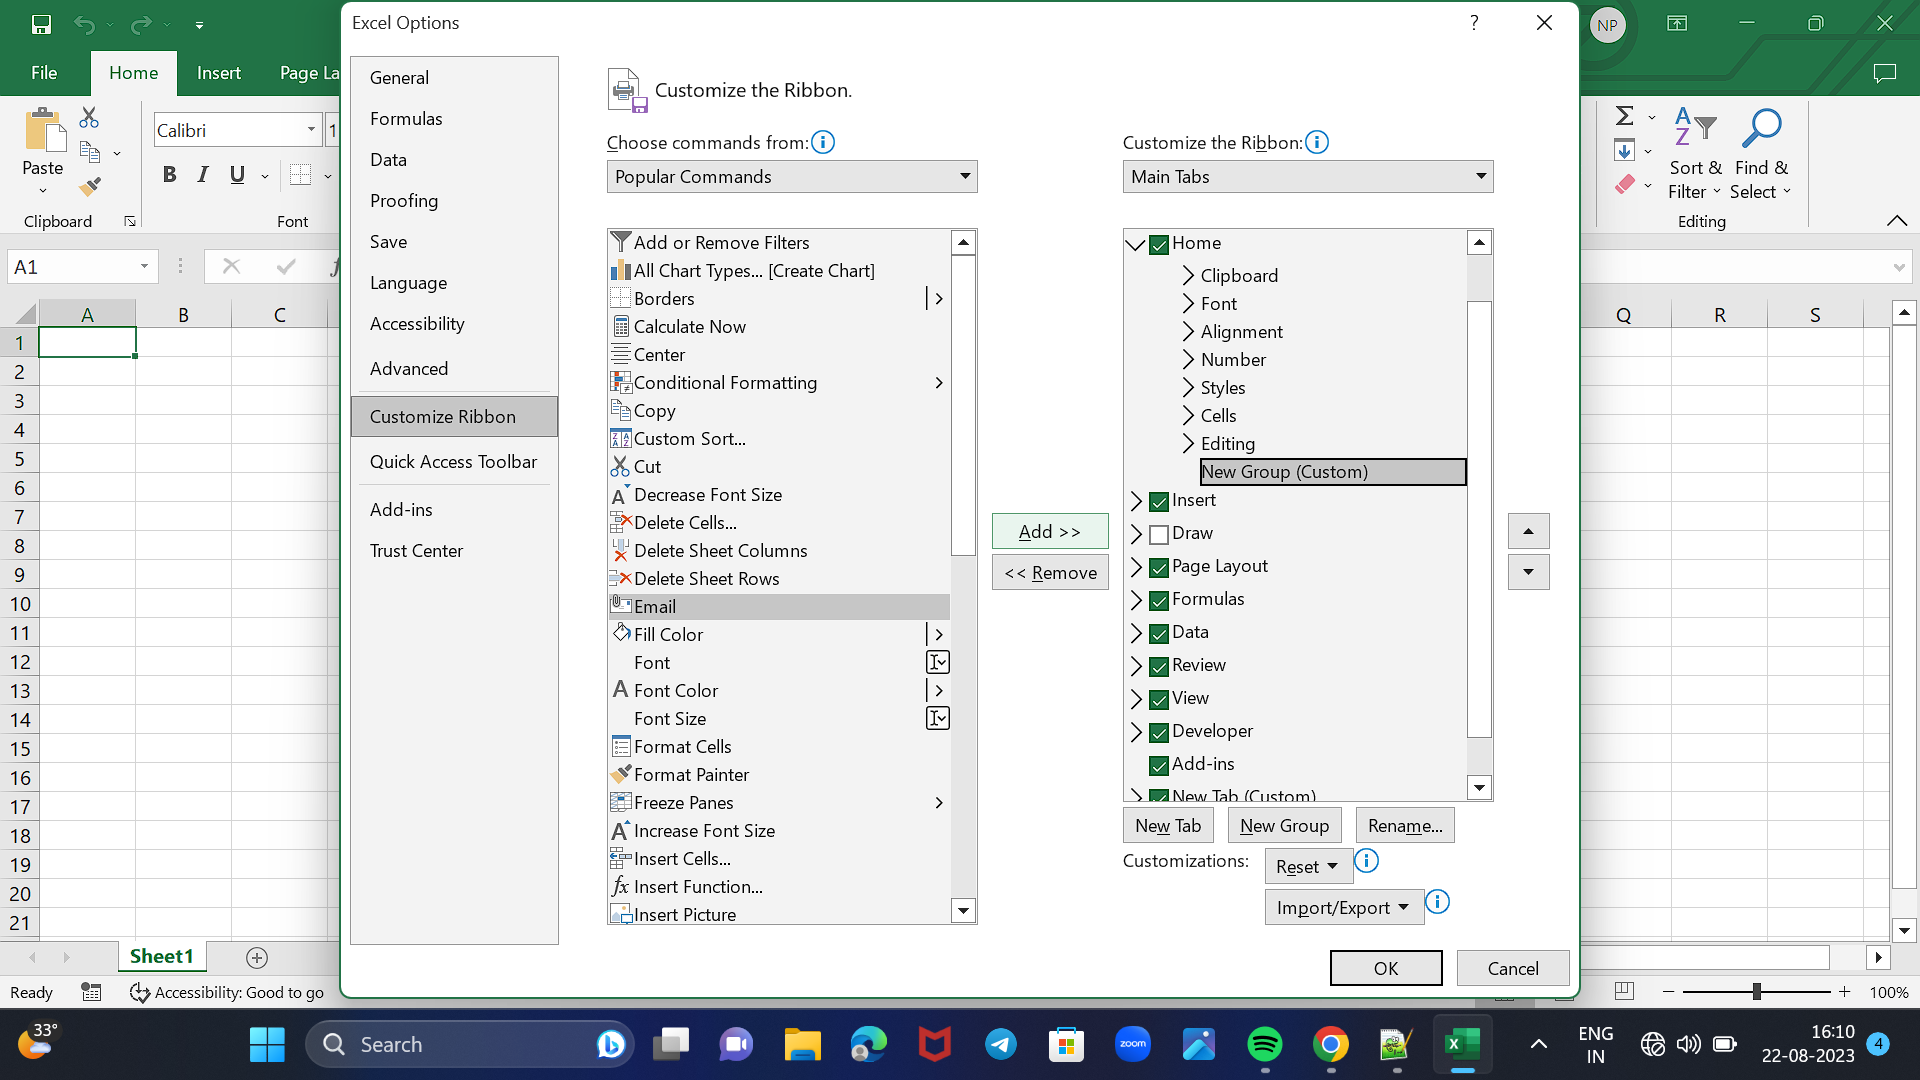 Excel Options
?
NP
File
Home
Insert
Page La
Paste
Clipboard
Calibri
1
B I U
Font
Sort & Filter
Find & Select
Editing
A1
A B C
Q R S
1
2
3
4
5
6
7
8
9
10
11
12
13
14
15
16
17
18
19
20
21
General
Formulas
Data
Proofing
Save
Language
Accessibility
Advanced
Customize Ribbon
Quick Access Toolbar
Add-ins
Trust Center
Customize the Ribbon.
Choose commands from:
Popular Commands
Add or Remove Filters
All Chart Types... [Create Chart]
Borders
Calculate Now
Center
Conditional Formatting
Copy
Custom Sort...
Cut
Decrease Font Size
Delete Cells...
Delete Sheet Columns
Delete Sheet Rows
Email
Fill Color
Font
Font Color
Font Size
Format Cells
Format Painter
Freeze Panes
Increase Font Size
Insert Cells...
Insert Function...
Insert Picture
Add >>
<< Remove
Customize the Ribbon:
Main Tabs
Home
Clipboard
Font
Alignment
Number
Styles
Cells
Editing
New Group (Custom)
Insert
Draw
Page Layout
Formulas
Data
Review
View
Developer
Add-ins
New Tab (Custom)
New Tab
New Group
Rename...
Customizations:
Reset
Import/Export
OK
Cancel
Sheet1
Ready
Accessibility: Good to go
100%
33°
Search
zoom
ENG
IN
16:10
22-08-2023
4